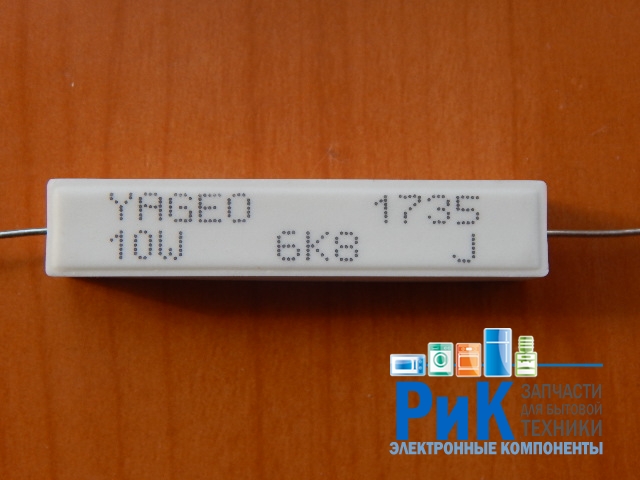 YAGEO 1735
10W 6K8 J
РиК
ЗАПЧАСТИ
ДЛЯ БЫТОВОЙ
ТЕХНИКИ
ЭЛЕКТРОННЫЕ КОМПОНЕНТЫ